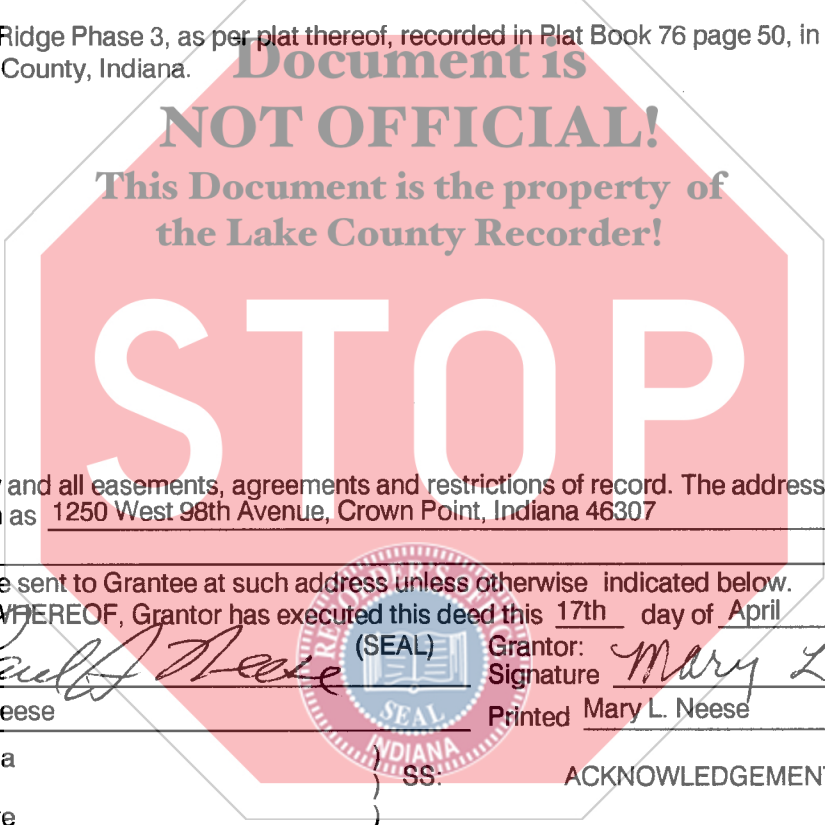 Ridge Phase 3, as per plat thereof, recorded in Plat Book 76 page 50, in
County, Indiana.
Document is
NOT OFFICIAL!
This Document is the property of
the Lake County Recorder!
STOP
and all easements, agreements and restrictions of record. The address
as 1250 West 98th Avenue, Crown Point, Indiana 46307
e sent to Grantee at such address unless otherwise indicated below.
WHEREOF, Grantor has executed this deed this 17th day of April
(SEAL) Grantor:
Paul J Neese Signature Mary L
eese Printed Mary L. Neese
SEAL
INDIANA
a ) SS: ACKNOWLEDGEMENT
e )